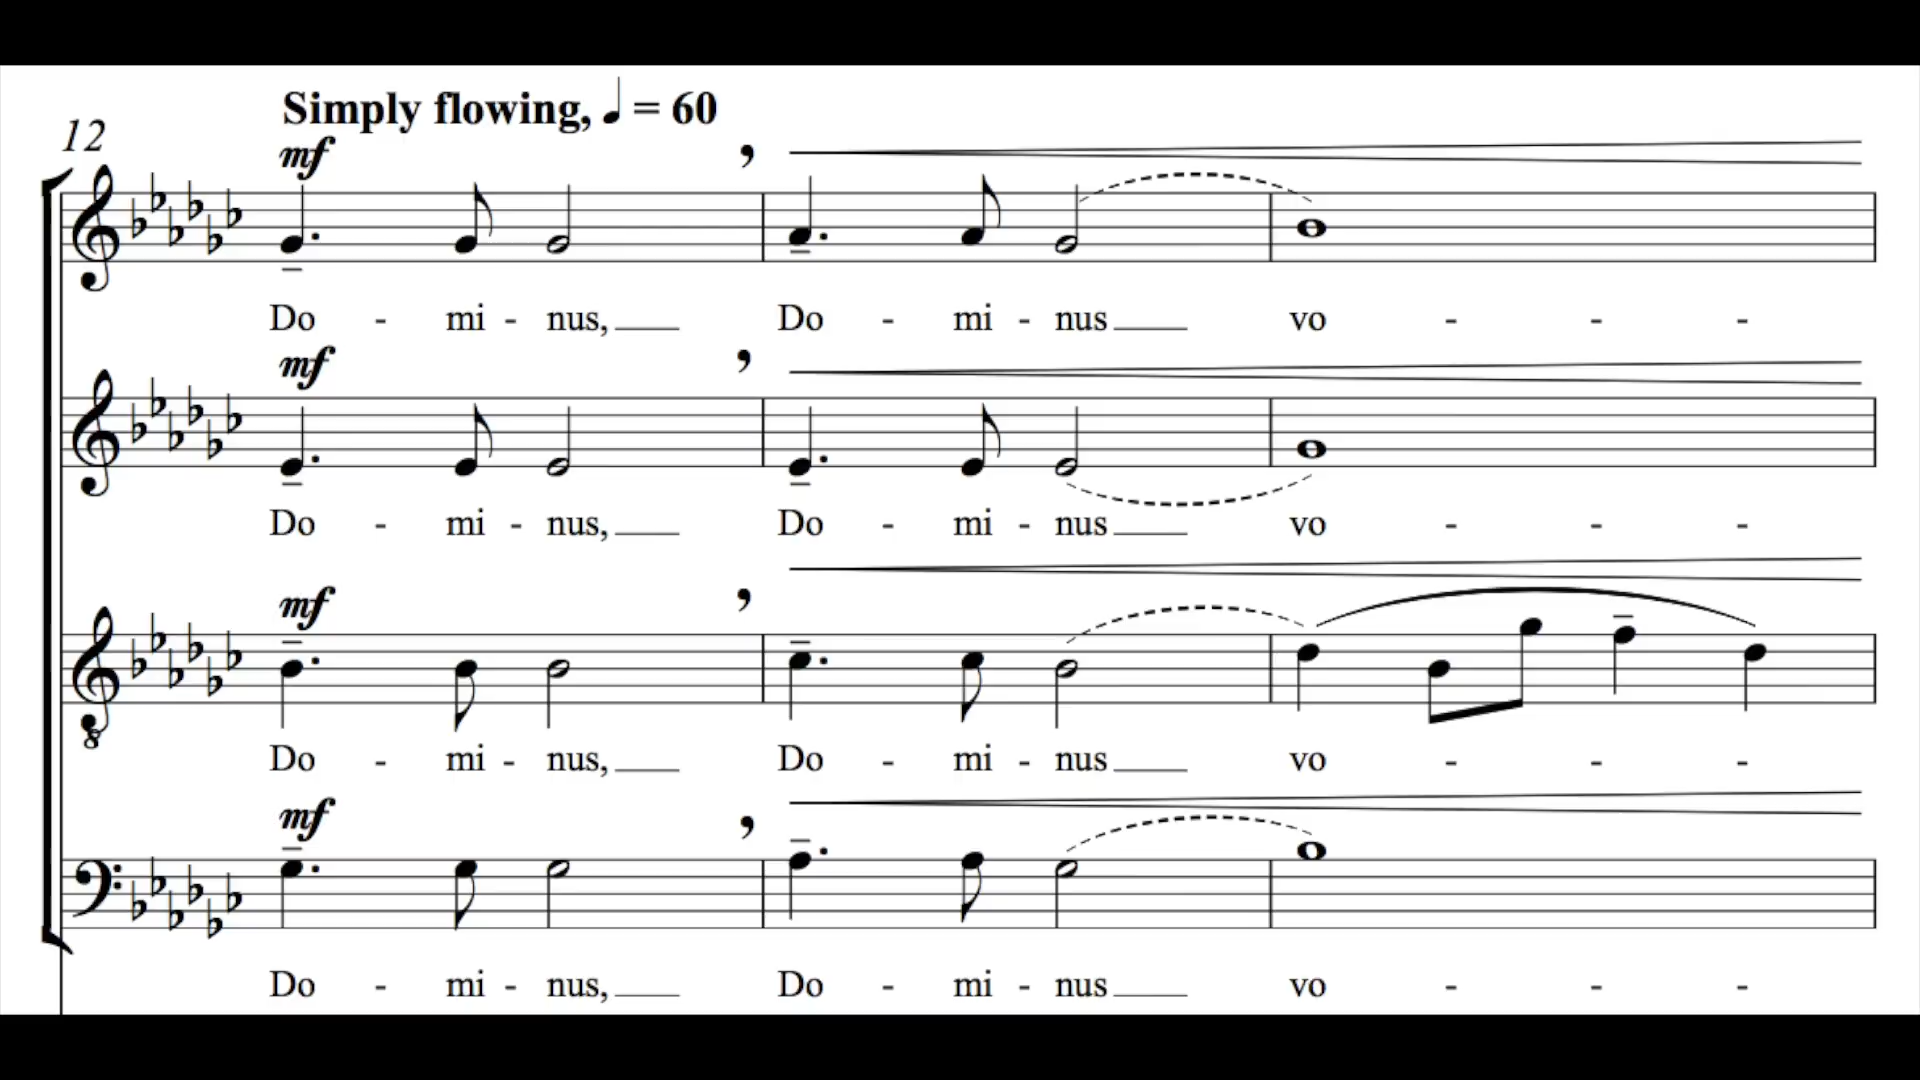 Simply flowing, ♩ = 60
12
mf
Do - mi - nus, Do - mi - nus vo - - -
mf
Do - mi - nus, Do - mi - nus vo - - -
mf
8
Do - mi - nus, Do - mi - nus vo - - -
mf
Do - mi - nus, Do - mi - nus vo - - -